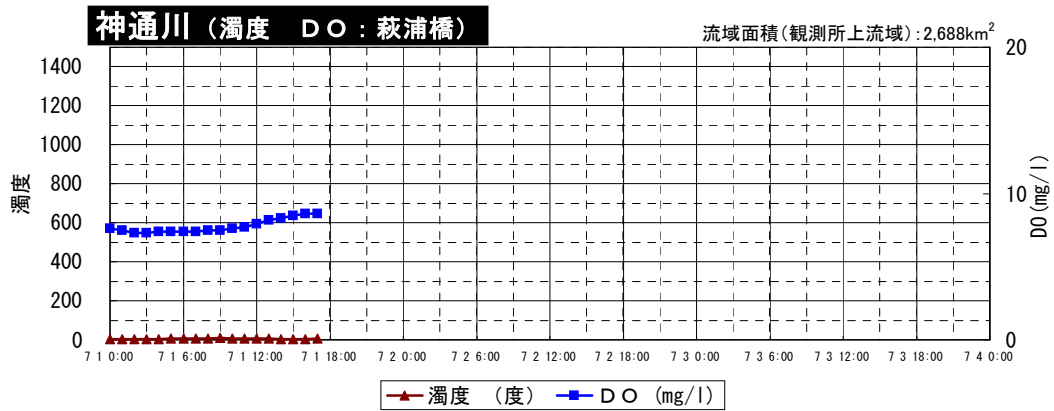 神通川（濁度　ＤＯ：萩浦橋）
流域面積（観測所上流域）：2,688km²
1400
1200
1000
800
600
400
200
0
濁度
20
10
0
DO(mg/l)
7 1 0:00
7 1 6:00
7 1 12:00
7 1 18:00
7 2 0:00
7 2 6:00
7 2 12:00
7 2 18:00
7 3 0:00
7 3 6:00
7 3 12:00
7 3 18:00
7 4 0:00
濁度　（度）
ＤＯ (mg/l)